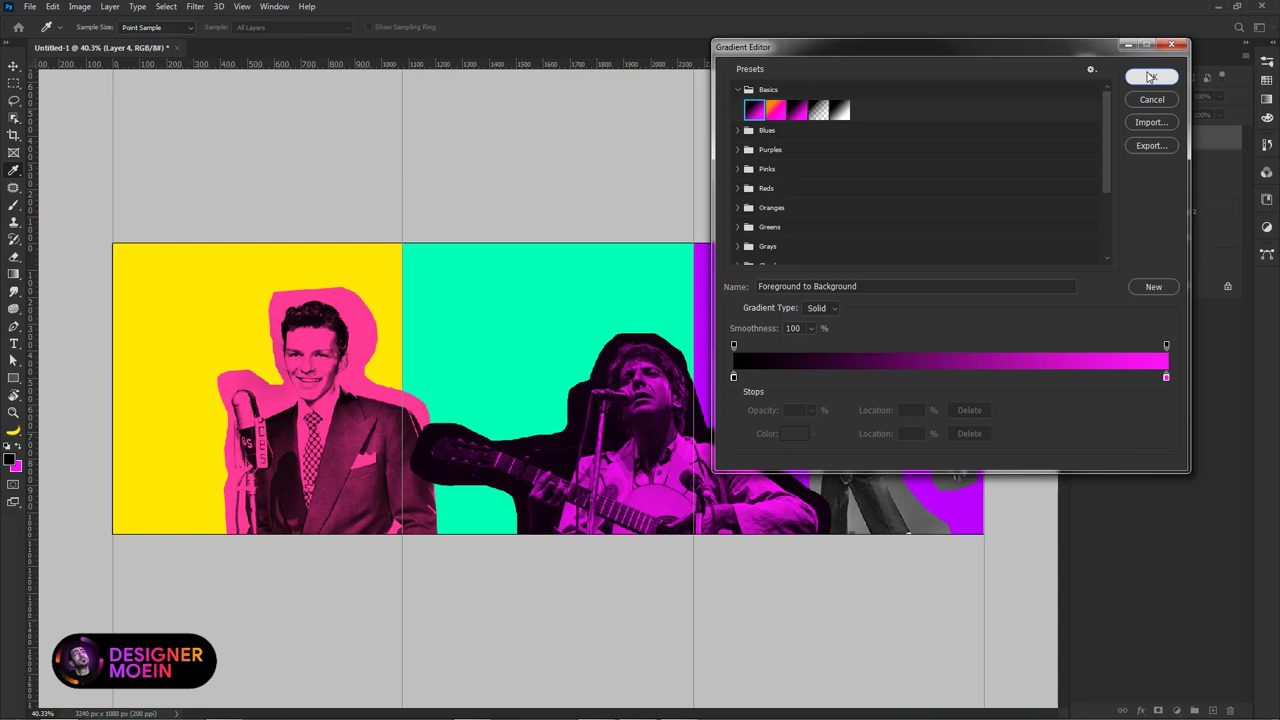 Ps File Edit Image Layer Type Select Filter 3D View Window Help
Sample Size: Point Sample Sample: All Layers Show Sampling Ring
Untitled-1 @ 40.3% (Layer 4, RGB/8#) *
Gradient Editor
Presets
Basics
Blues
Purples
Pinks
Reds
Oranges
Greens
Grays
OK
Cancel
Import...
Export...
Name: Foreground to Background
New
Gradient Type: Solid
Smoothness: 100 %
Stops
Opacity: % Location: % Delete
Color: Location: % Delete
DESIGNER
MOEIN
40.33% 3240 px x 1080 px (200 ppi)